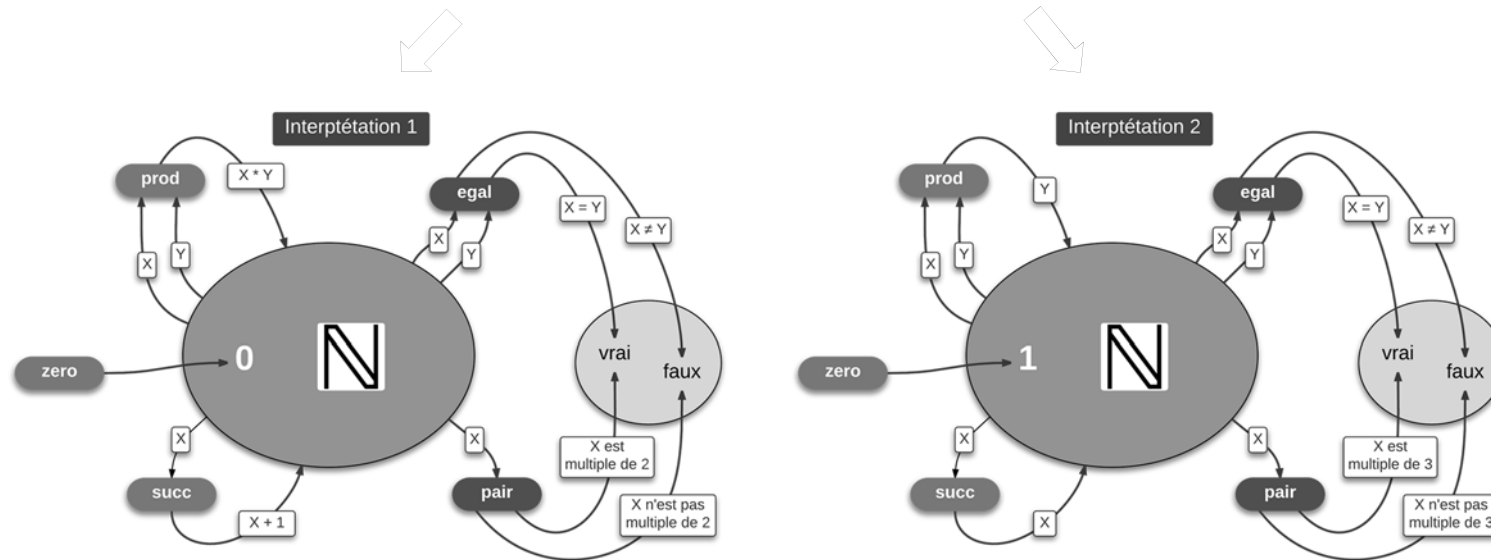 Interptétation 1
prod
X * Y
egal
X = Y
X ≠ Y
X
Y
X
Y
zero
0
ℕ
vrai
faux
X
X
X est
multiple de 2
succ
X + 1
pair
X n'est pas
multiple de 2
Interptétation 2
prod
Y
egal
X = Y
X ≠ Y
X
Y
X
Y
zero
1
ℕ
vrai
faux
X
X
X est
multiple de 3
succ
X
pair
X n'est pas
multiple de 3